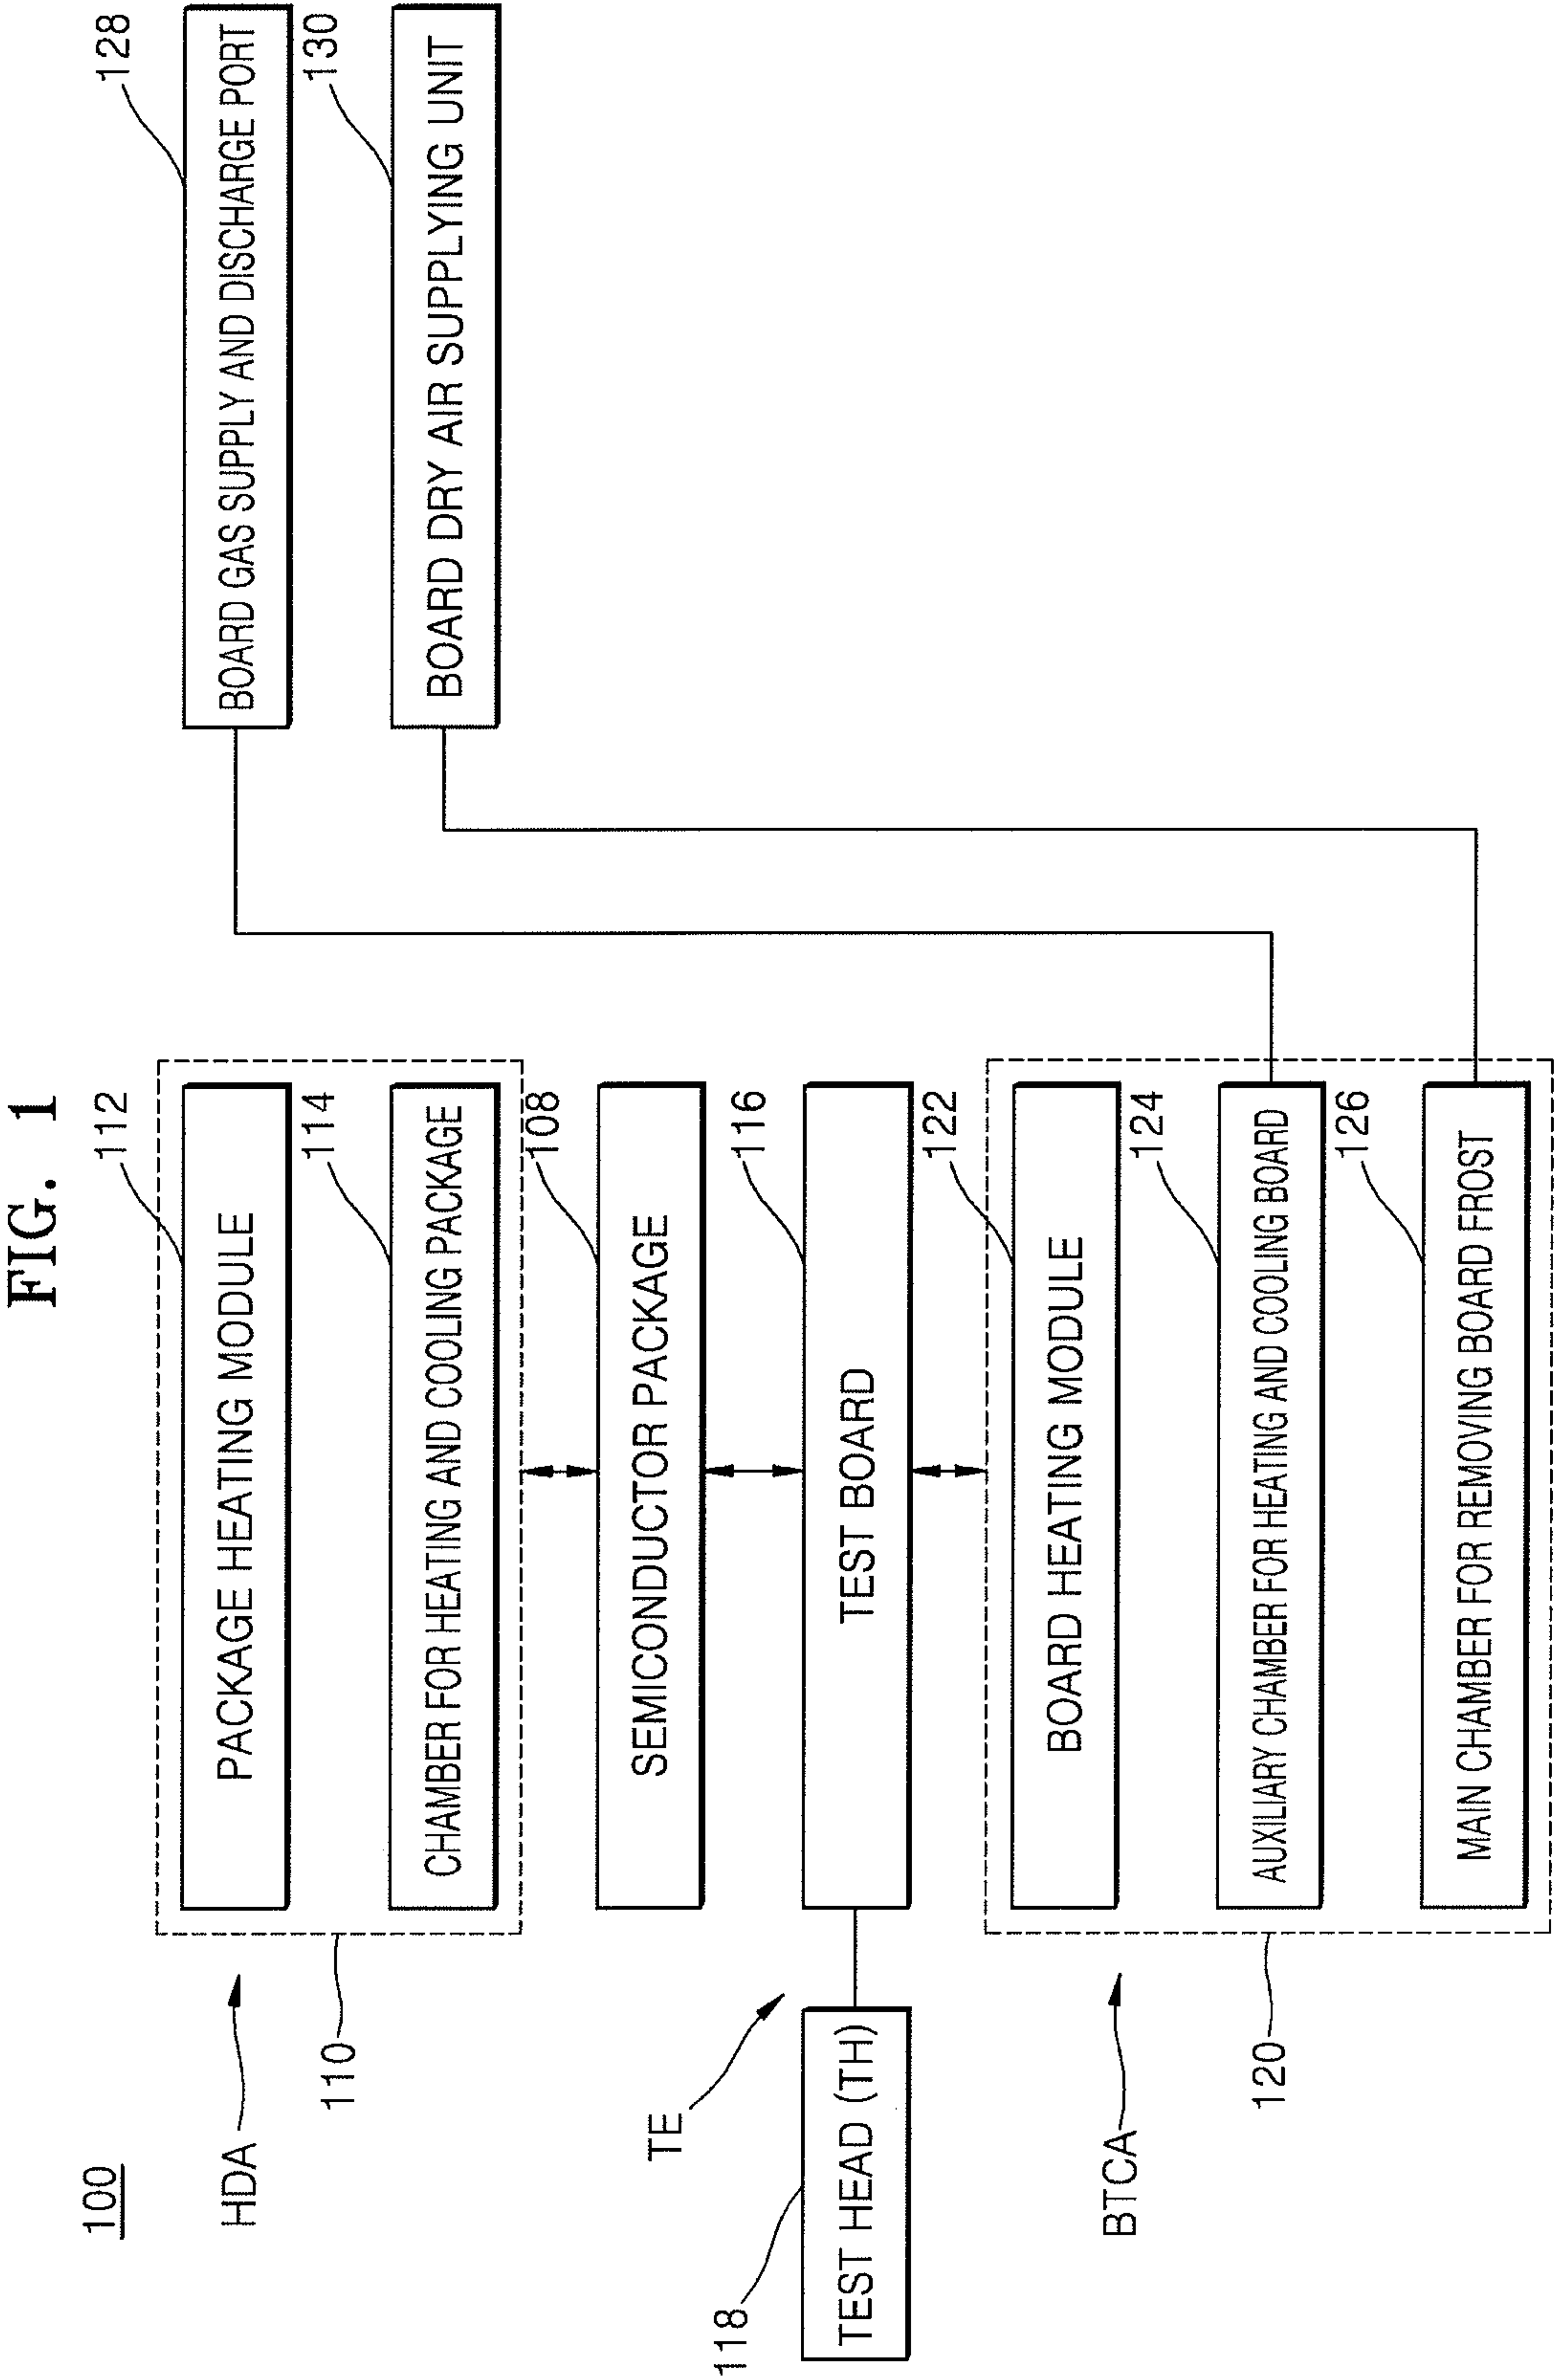 FIG. 1
100
HDA
110
112
PACKAGE HEATING MODULE
114
CHAMBER FOR HEATING AND COOLING PACKAGE
108
SEMICONDUCTOR PACKAGE
TE
116
TEST BOARD
118
TEST HEAD (TH)
BTCA
120
122
BOARD HEATING MODULE
124
AUXILIARY CHAMBER FOR HEATING AND COOLING BOARD
126
MAIN CHAMBER FOR REMOVING BOARD FROST
128
BOARD GAS SUPPLY AND DISCHARGE PORT
130
BOARD DRY AIR SUPPLYING UNIT